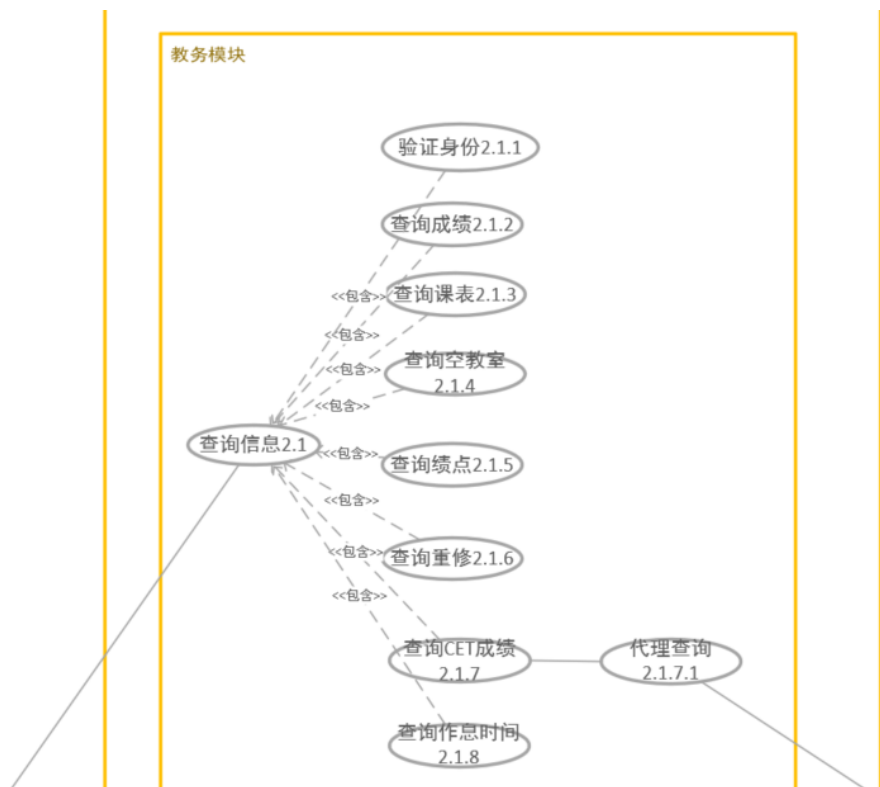 教务模块
验证身份2.1.1
查询成绩2.1.2
<<包含>>
查询课表2.1.3
<<包含>>
<<包含>>
查询空教室
2.1.4
<<包含>>
查询信息2.1
<<包含>>
查询绩点2.1.5
<<包含>>
<<包含>>
查询重修2.1.6
<<包含>>
查询CET成绩
2.1.7
代理查询
2.1.7.1
查询作息时间
2.1.8